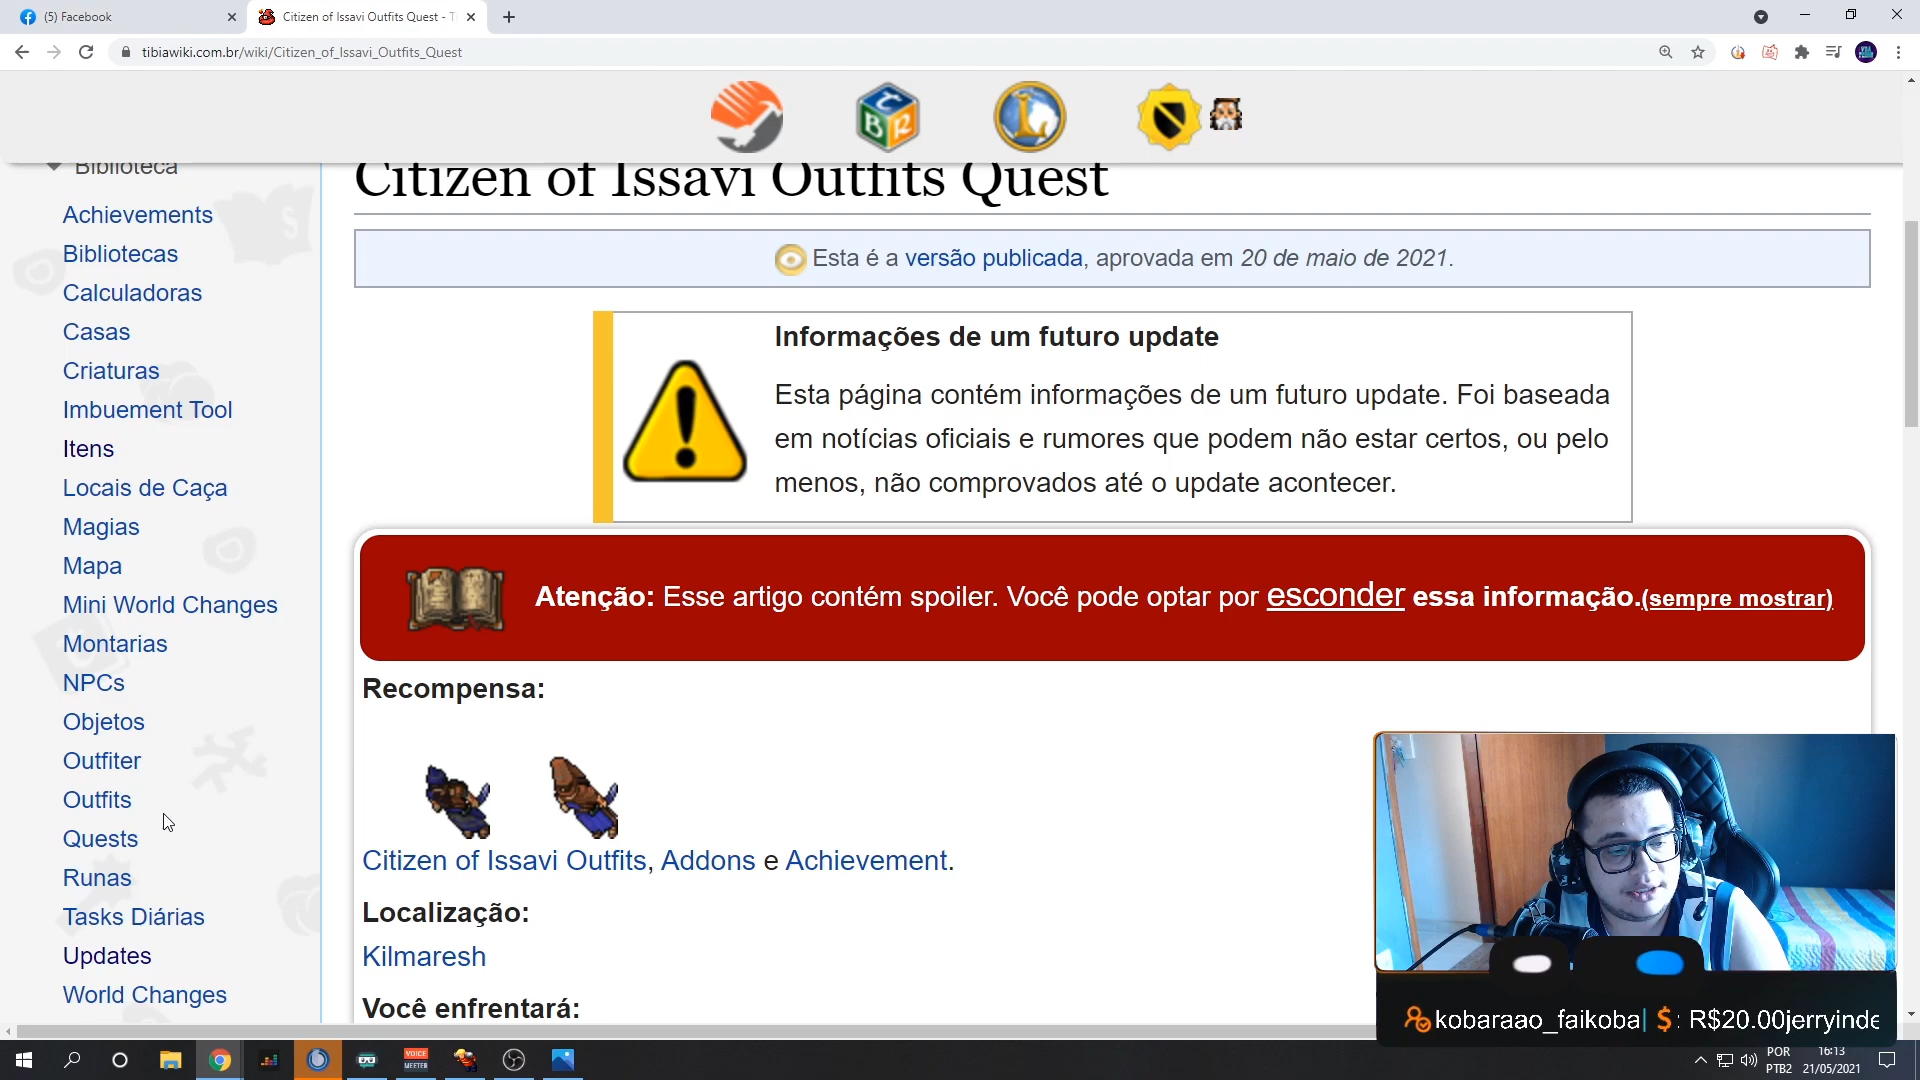 (5) Facebook
Citizen of Issavi Outfits Quest - T
tibiawiki.com.br/wiki/Citizen_of_Issavi_Outfits_Quest
C
B
R
L
Biblioteca
Achievements
Bibliotecas
Calculadoras
Casas
Criaturas
Imbuement Tool
Itens
Locais de Caça
Magias
Mapa
Mini World Changes
Montarias
NPCs
Objetos
Outfiter
Outfits
Quests
Runas
Tasks Diárias
Updates
World Changes
Citizen of Issavi Outfits Quest
Esta é a versão publicada, aprovada em 20 de maio de 2021.
Informações de um futuro update
Esta página contém informações de um futuro update. Foi baseada
em notícias oficiais e rumores que podem não estar certos, ou pelo
menos, não comprovados até o update acontecer.
Atenção: Esse artigo contém spoiler. Você pode optar por esconder essa informação.(sempre mostrar)
Recompensa:
Citizen of Issavi Outfits, Addons e Achievement.
Localização:
Kilmaresh
Você enfrentará:
kobaraao_faikoba| $ : R$20.00jerryinde
VOICE
MEETER
POR
PTB2
16:13
21/05/2021